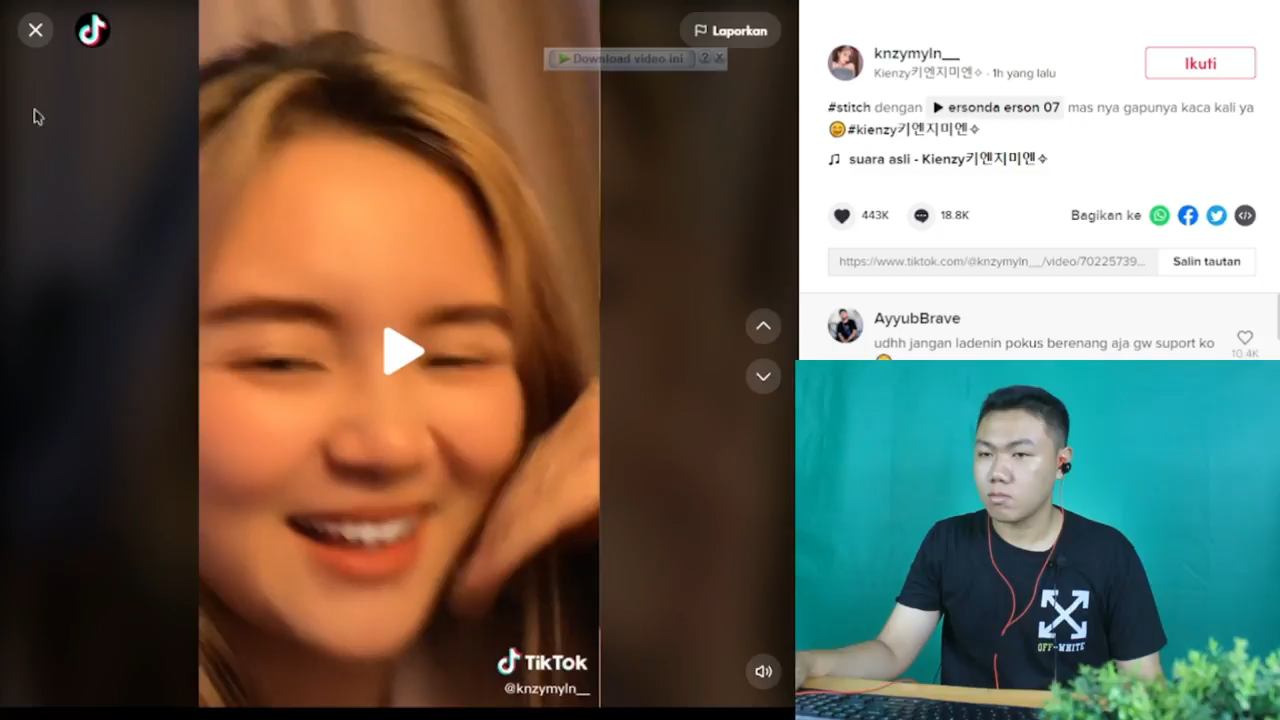 Laporkan
Download video ini ? X
TikTok
@knzymyln__
knzymyln__
Kienzy키엔지미엔✧ · 1h yang lalu
Ikuti
#stitch dengan ▶ ersonda erson 07 mas nya gapunya kaca kali ya
😄#kienzy키엔지미엔✧
♫ suara asli - Kienzy키엔지미엔✧
443K
18.8K
Bagikan ke
https://www.tiktok.com/@knzymyln__/video/70225739...
Salin tautan
AyyubBrave
udhh jangan ladenin pokus berenang aja gw suport ko
10.4K
OFF-WHITE